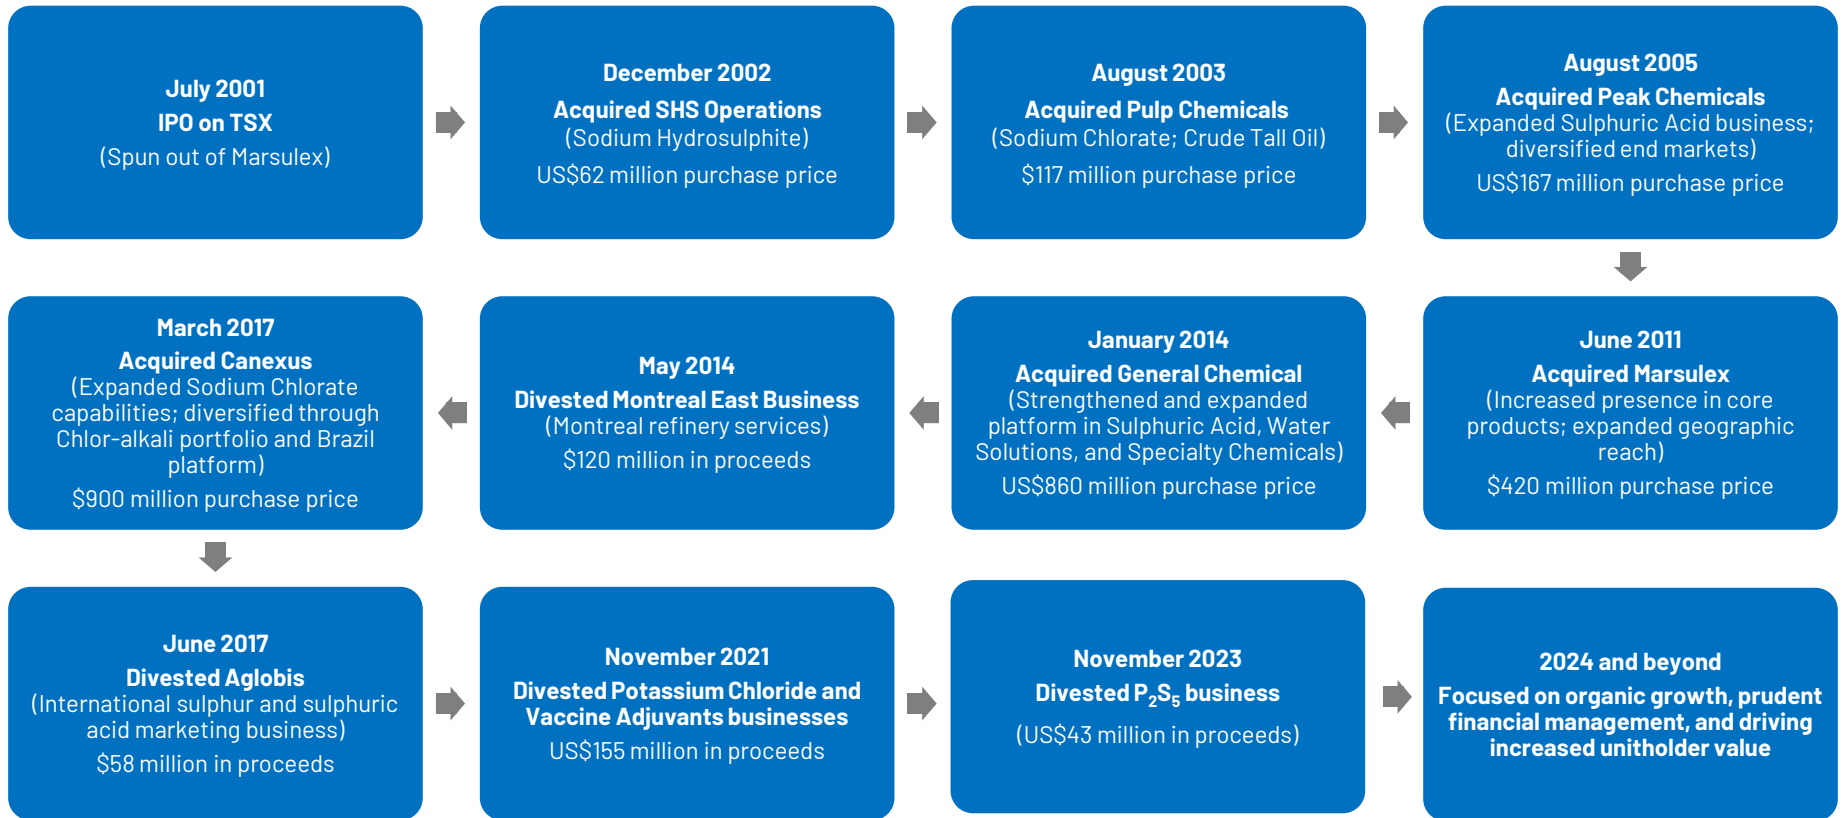 July 2001
IPO on TSX
(Spun out of Marsulex)
December 2002
Acquired SHS Operations
(Sodium Hydrosulphite)
US$62 million purchase price
August 2003
Acquired Pulp Chemicals
(Sodium Chlorate; Crude Tall Oil)
$117 million purchase price
August 2005
Acquired Peak Chemicals
(Expanded Sulphuric Acid business;
diversified end markets)
US$167 million purchase price
June 2011
Acquired Marsulex
(Increased presence in core
products; expanded geographic
reach)
$420 million purchase price
January 2014
Acquired General Chemical
(Strengthened and expanded
platform in Sulphuric Acid, Water
Solutions, and Specialty Chemicals)
US$860 million purchase price
May 2014
Divested Montreal East Business
(Montreal refinery services)
$120 million in proceeds
March 2017
Acquired Canexus
(Expanded Sodium Chlorate
capabilities; diversified through
Chlor-alkali portfolio and Brazil
platform)
$900 million purchase price
June 2017
Divested Aglobis
(International sulphur and sulphuric
acid marketing business)
$58 million in proceeds
November 2021
Divested Potassium Chloride and
Vaccine Adjuvants businesses
US$155 million in proceeds
November 2023
Divested P₂S₅ business
(US$43 million in proceeds)
2024 and beyond
Focused on organic growth, prudent
financial management, and driving
increased unitholder value